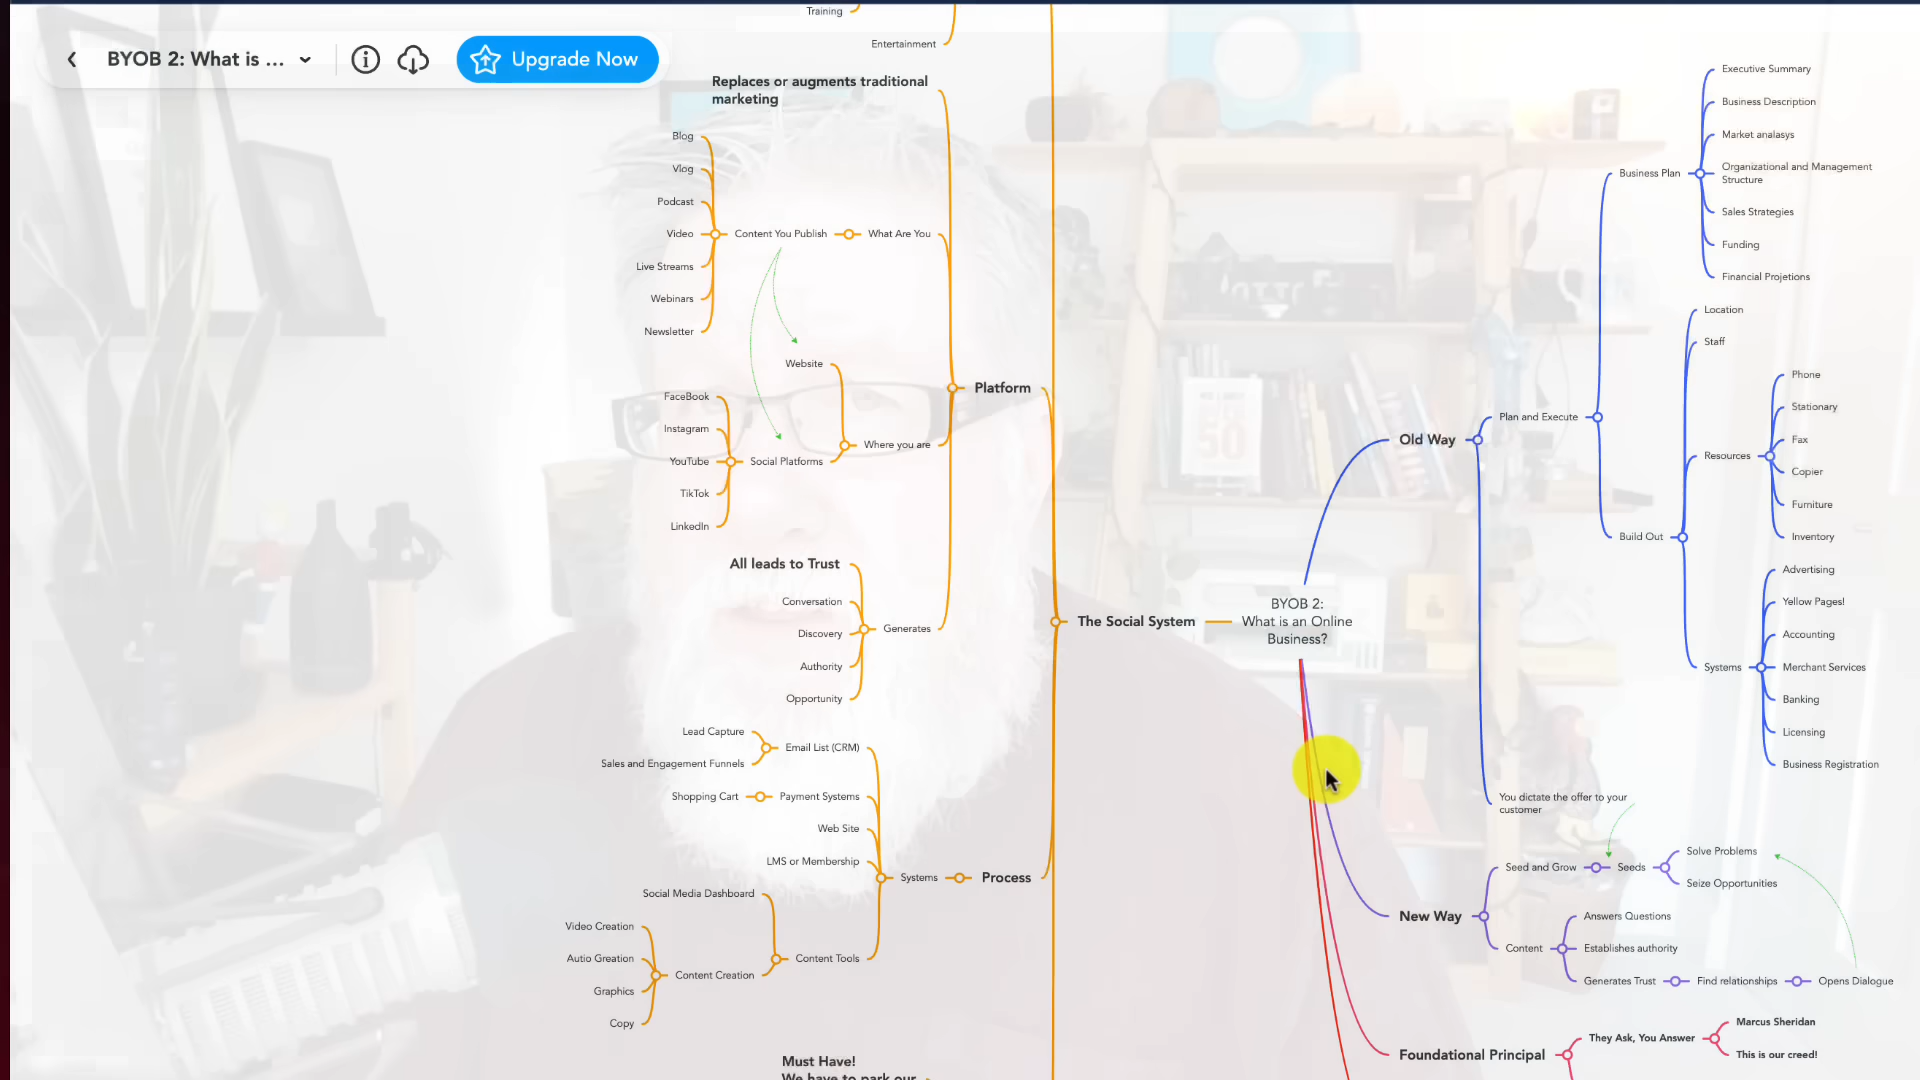 BYOB 2: What is ...
Upgrade Now
Training
Entertainment
Replaces or augments traditional
marketing
Blog
Vlog
Podcast
Video
Live Streams
Webinars
Newsletter
Content You Publish
What Are You
Website
FaceBook
Instagram
YouTube
TikTok
LinkedIn
Social Platforms
Where you are
Platform
All leads to Trust
Conversation
Discovery
Authority
Opportunity
Generates
Lead Capture
Sales and Engagement Funnels
Email List (CRM)
Shopping Cart
Payment Systems
Web Site
LMS or Membership
Systems
Process
Social Media Dashboard
Video Creation
Autio Greation
Graphics
Copy
Content Creation
Content Tools
Must Have!
We have to park our
The Social System
BYOB 2:
What is an Online
Business?
Old Way
Plan and Execute
Business Plan
Executive Summary
Business Description
Market analasys
Organizational and Management
Structure
Sales Strategies
Funding
Financial Projetions
Build Out
Location
Staff
Resources
Phone
Stationary
Fax
Copier
Furniture
Inventory
Systems
Advertising
Yellow Pages!
Accounting
Merchant Services
Banking
Licensing
Business Registration
You dictate the offer to your
customer
New Way
Seed and Grow
Seeds
Solve Problems
Seize Opportunities
Content
Answers Questions
Establishes authority
Generates Trust
Find relationships
Opens Dialogue
Foundational Principal
They Ask, You Answer
Marcus Sheridan
This is our creed!
50